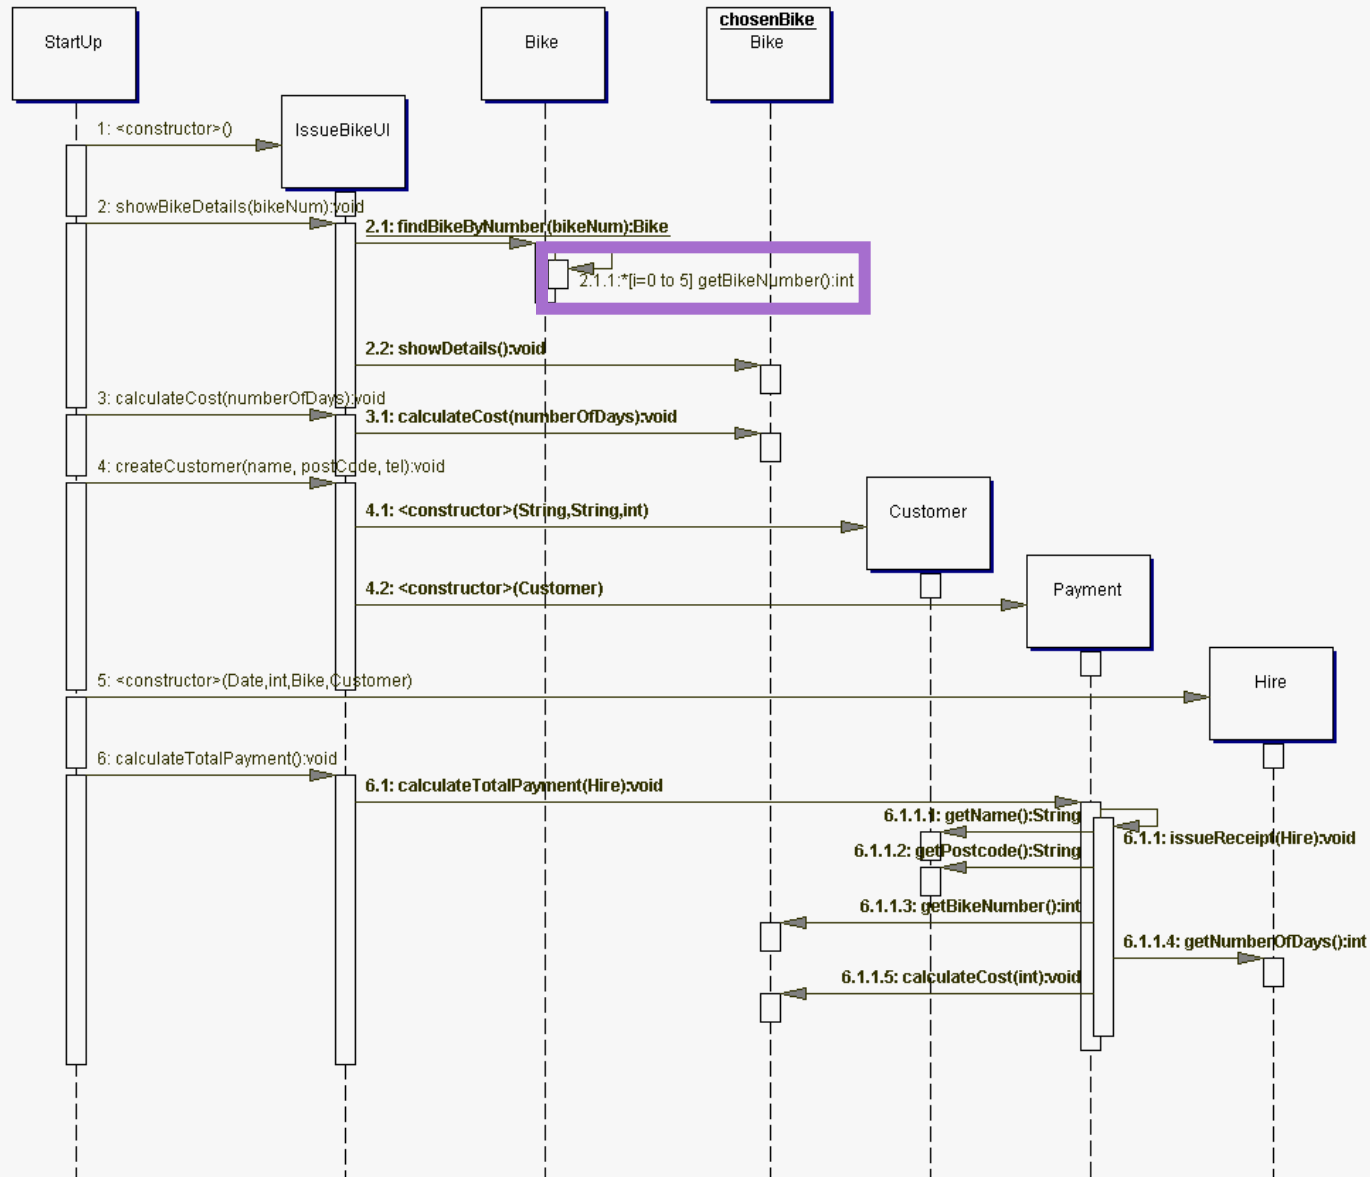 chosenBike
StartUp
Bike
Bike
1: <constructor>()
IssueBikeUI
2: showBikeDetails(bikeNum):void
2.1: findBikeByNumber(bikeNum):Bike
2.1.1:*[i=0 to 5] getBikeNumber():int
2.2: showDetails():void
3: calculateCost(numberOfDays):void
3.1: calculateCost(numberOfDays):void
4: createCustomer(name, postCode, tel):void
4.1: <constructor>(String,String,int)
Customer
4.2: <constructor>(Customer)
Payment
5: <constructor>(Date,int,Bike,Customer)
Hire
6: calculateTotalPayment():void
6.1: calculateTotalPayment(Hire):void
6.1.1.1: getName():String
6.1.1: issueReceipt(Hire):void
6.1.1.2: getPostcode():String
6.1.1.3: getBikeNumber():int
6.1.1.4: getNumberOfDays():int
6.1.1.5: calculateCost(int):void